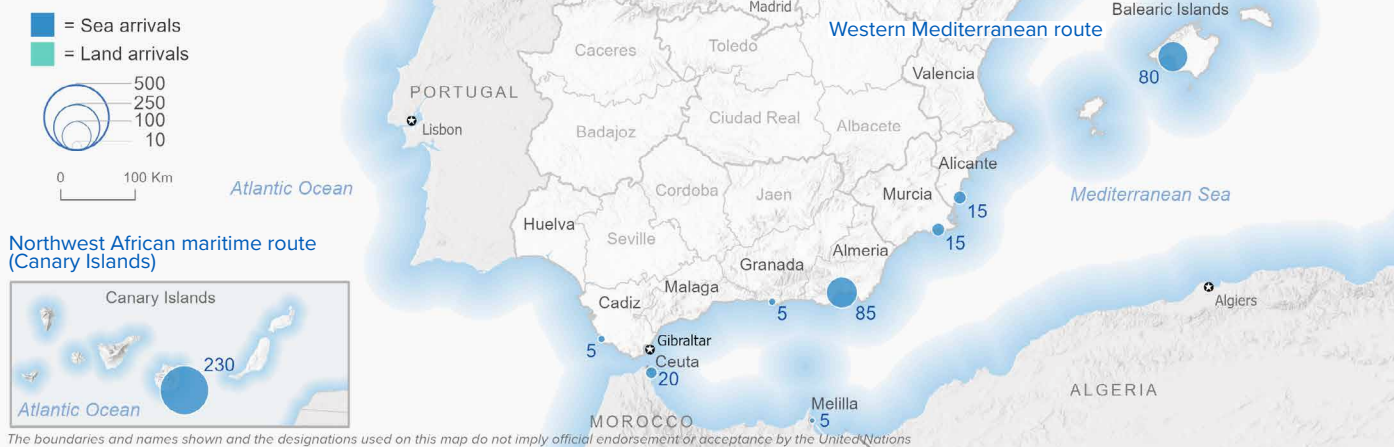 = Sea arrivals
= Land arrivals
500
250
100
10
0 100 Km
Madrid
Western Mediterranean route
Balearic Islands
80
Caceres
Toledo
Valencia
PORTUGAL
Lisbon
Badajoz
Ciudad Real
Albacete
Alicante
Atlantic Ocean
Cordoba
Jaen
Murcia
Mediterranean Sea
15
Huelva
Seville
15
Northwest African maritime route
(Canary Islands)
Almeria
Granada
Canary Islands
Malaga
Cadiz
5
85
Algiers
Gibraltar
5
230
Ceuta
20
ALGERIA
Atlantic Ocean
Melilla
MOROCCO
5
The boundaries and names shown and the designations used on this map do not imply official endorsement or acceptance by the United Nations